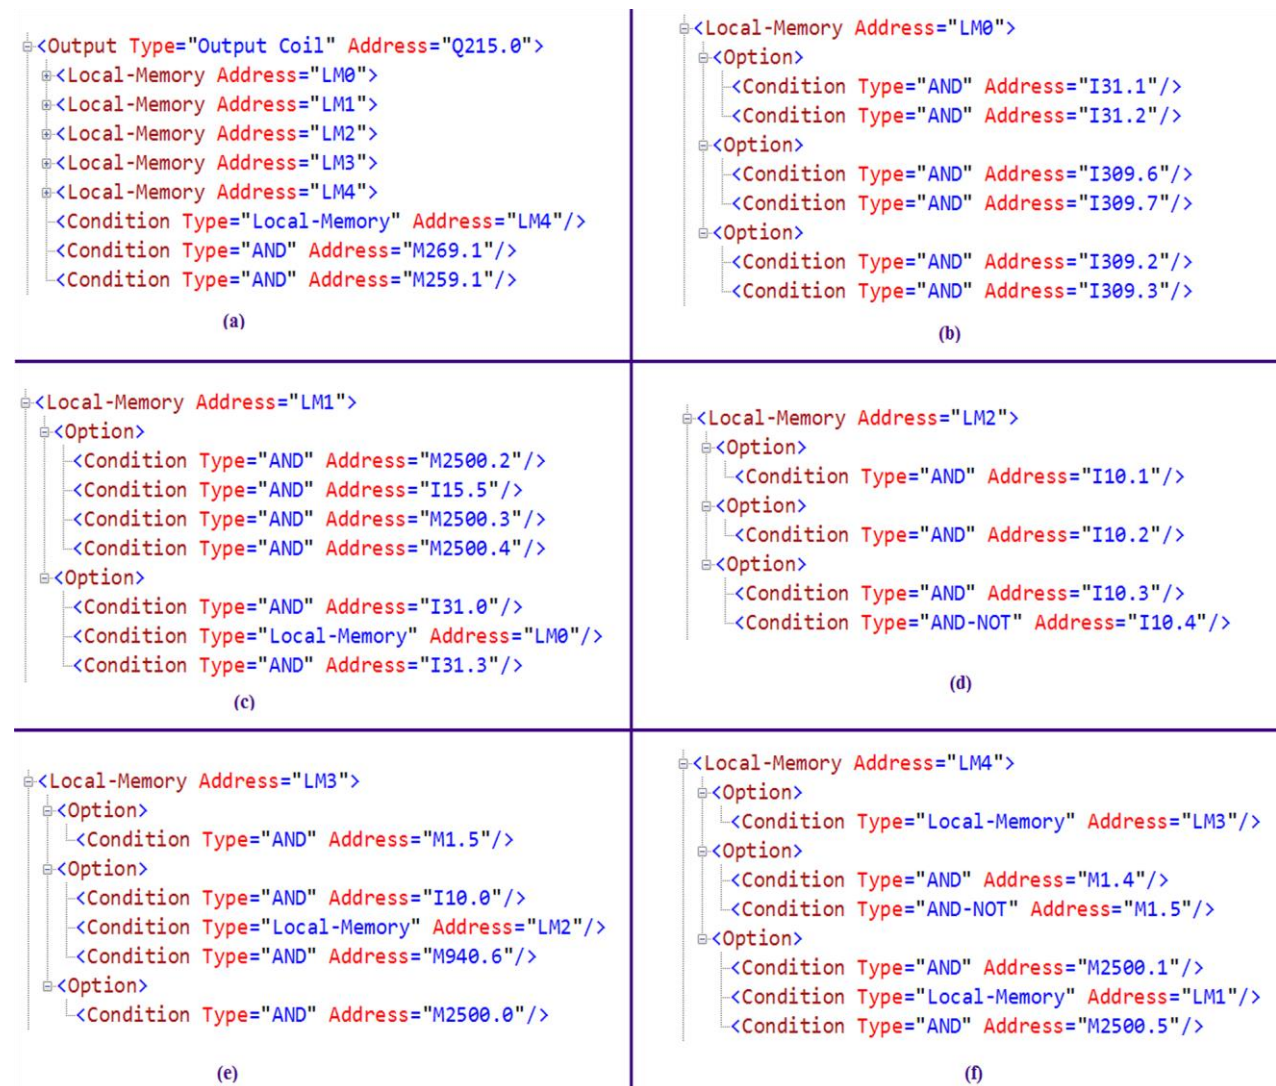 <Output Type="Output Coil" Address="Q215.0">
<Local-Memory Address="LM0">
<Local-Memory Address="LM1">
<Local-Memory Address="LM2">
<Local-Memory Address="LM3">
<Local-Memory Address="LM4">
<Condition Type="Local-Memory" Address="LM4"/>
<Condition Type="AND" Address="M269.1"/>
<Condition Type="AND" Address="M259.1"/>
(a)
<Local-Memory Address="LM0">
<Option>
<Condition Type="AND" Address="I31.1"/>
<Condition Type="AND" Address="I31.2"/>
<Option>
<Condition Type="AND" Address="I309.6"/>
<Condition Type="AND" Address="I309.7"/>
<Option>
<Condition Type="AND" Address="I309.2"/>
<Condition Type="AND" Address="I309.3"/>
(b)
<Local-Memory Address="LM1">
<Option>
<Condition Type="AND" Address="M2500.2"/>
<Condition Type="AND" Address="I15.5"/>
<Condition Type="AND" Address="M2500.3"/>
<Condition Type="AND" Address="M2500.4"/>
<Option>
<Condition Type="AND" Address="I31.0"/>
<Condition Type="Local-Memory" Address="LM0"/>
<Condition Type="AND" Address="I31.3"/>
(c)
<Local-Memory Address="LM2">
<Option>
<Condition Type="AND" Address="I10.1"/>
<Option>
<Condition Type="AND" Address="I10.2"/>
<Option>
<Condition Type="AND" Address="I10.3"/>
<Condition Type="AND-NOT" Address="I10.4"/>
(d)
<Local-Memory Address="LM3">
<Option>
<Condition Type="AND" Address="M1.5"/>
<Option>
<Condition Type="AND" Address="I10.0"/>
<Condition Type="Local-Memory" Address="LM2"/>
<Condition Type="AND" Address="M940.6"/>
<Option>
<Condition Type="AND" Address="M2500.0"/>
(e)
<Local-Memory Address="LM4">
<Option>
<Condition Type="Local-Memory" Address="LM3"/>
<Option>
<Condition Type="AND" Address="M1.4"/>
<Condition Type="AND-NOT" Address="M1.5"/>
<Option>
<Condition Type="AND" Address="M2500.1"/>
<Condition Type="Local-Memory" Address="LM1"/>
<Condition Type="AND" Address="M2500.5"/>
(f)